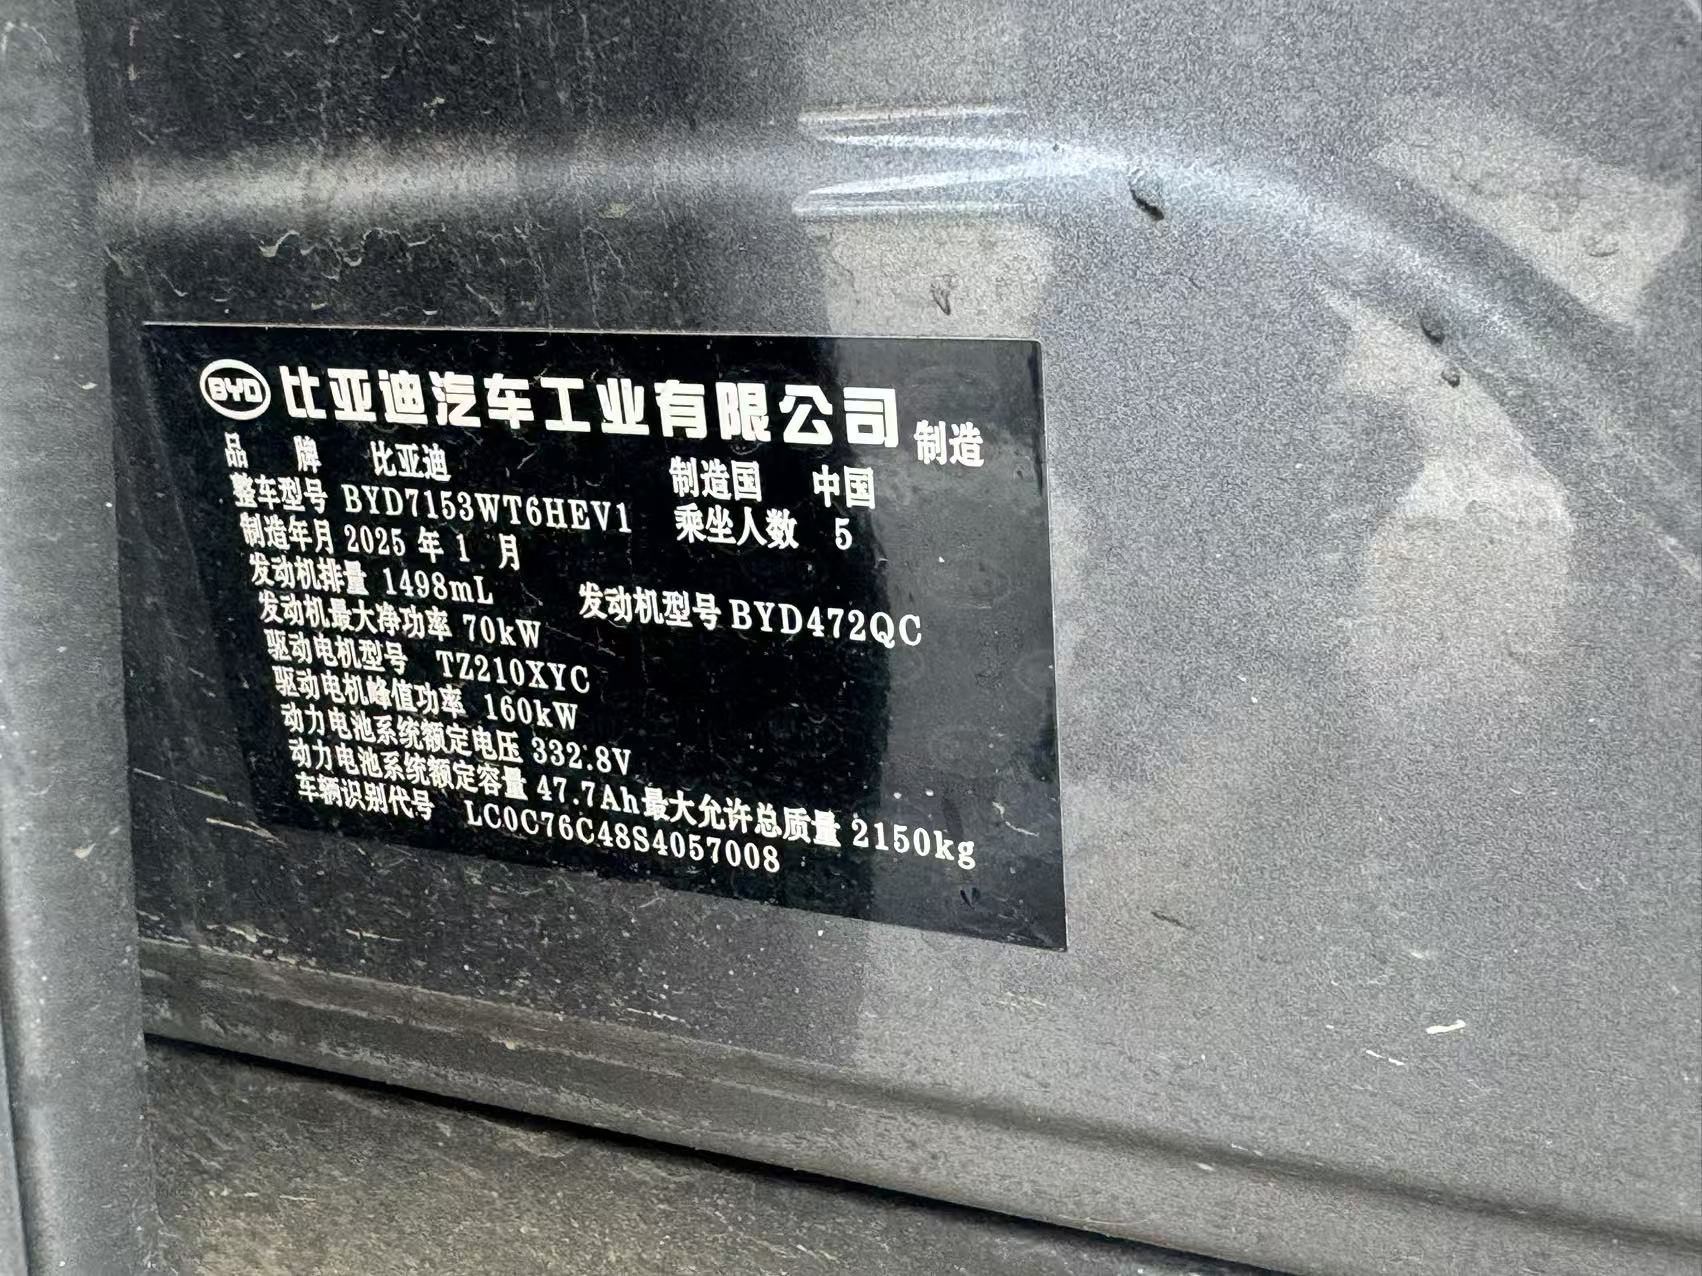 BYD 比亚迪汽车工业有限公司 制造
品 牌 比亚迪 制造国 中国
整车型号 BYD7153WT6HEV1 乘坐人数 5
制造年月 2025 年 1 月
发动机排量 1498mL 发动机型号 BYD472QC
发动机最大净功率 70kW
驱动电机型号 TZ210XYC
驱动电机峰值功率 160kW
动力电池系统额定电压 332.8V
动力电池系统额定容量 47.7Ah 最大允许总质量 2150kg
车辆识别代号 LC0C76C48S4057008